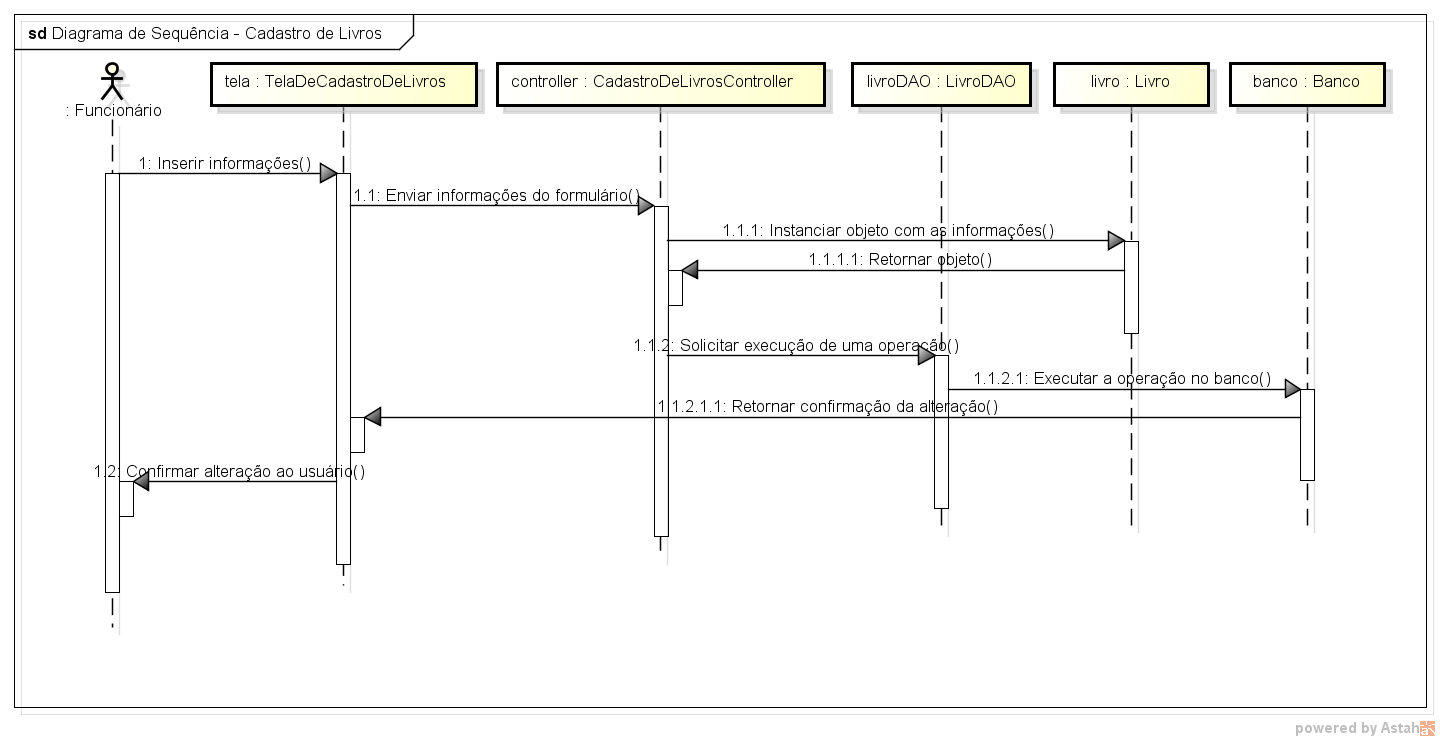 sd Diagrama de Sequência - Cadastro de Livros
: Funcionário
tela : TelaDeCadastroDeLivros
controller : CadastroDeLivrosController
livroDAO : LivroDAO
livro : Livro
banco : Banco
1: Inserir informações()
1.1: Enviar informações do formulário()
1.1.1: Instanciar objeto com as informações()
1.1.1.1: Retornar objeto()
1.1.2: Solicitar execução de uma operação()
1.1.2.1: Executar a operação no banco()
1.1.2.1.1: Retornar confirmação da alteração()
1.2: Confirmar alteração ao usuário()
powered by Astah